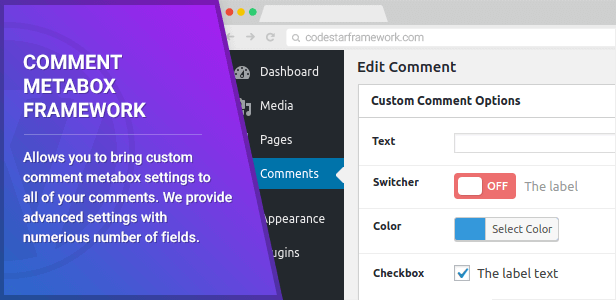 COMMENT
METABOX
FRAMEWORK
Allows you to bring custom
comment metabox settings to
all of your comments. We provide
advanced settings with
numerious number of fields.
codestarframework.com
Dashboard
Media
Pages
Comments
Appearance
Plugins
Edit Comment
Custom Comment Options
Text
Switcher
OFF
The label
Color
Select Color
Checkbox
The label text